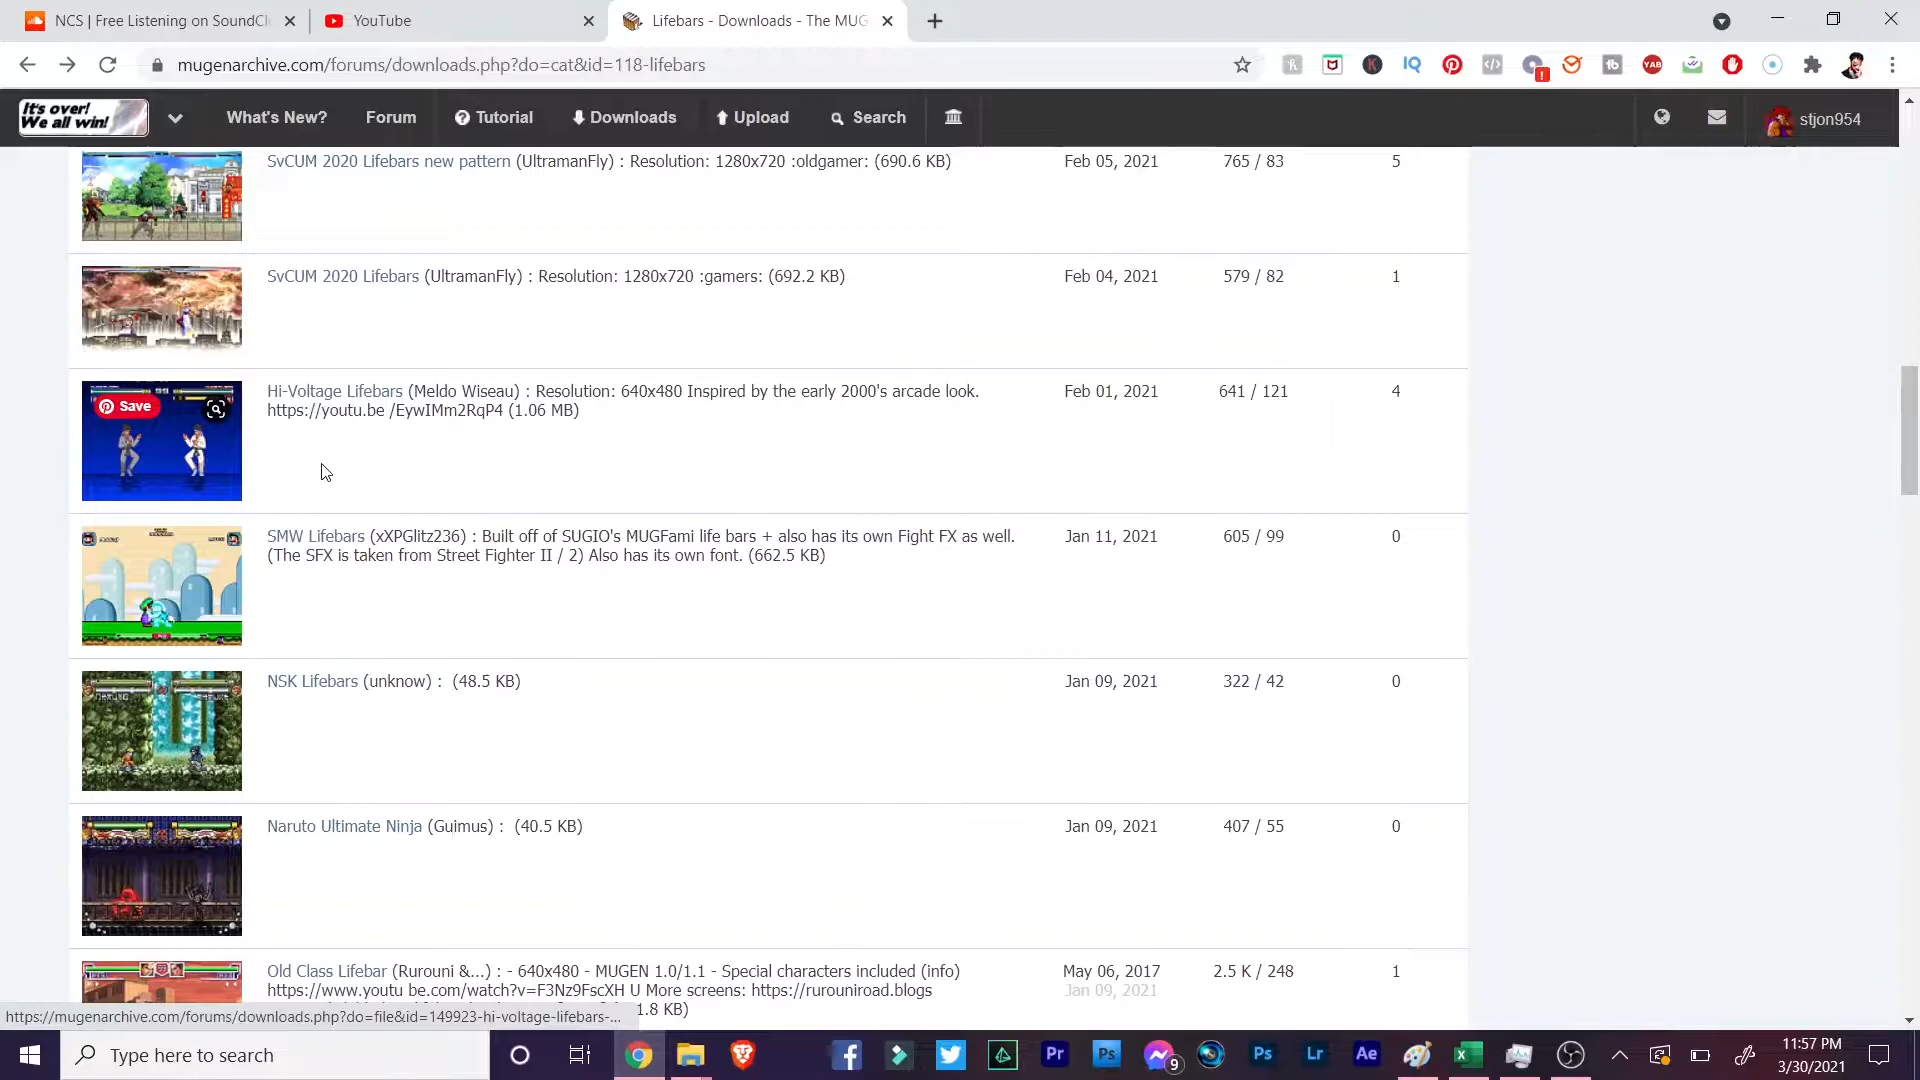 NCS | Free Listening on SoundCl
YouTube
Lifebars - Downloads - The MUG
mugenarchive.com/forums/downloads.php?do=cat&id=118-lifebars
It's over!
We all win!
What's New?
Forum
Tutorial
Downloads
Upload
Search
stjon954
SvCUM 2020 Lifebars new pattern (UltramanFly) : Resolution: 1280x720 :oldgamer: (690.6 KB)
Feb 05, 2021
765 / 83
5
SvCUM 2020 Lifebars (UltramanFly) : Resolution: 1280x720 :gamers: (692.2 KB)
Feb 04, 2021
579 / 82
1
Save
Hi-Voltage Lifebars (Meldo Wiseau) : Resolution: 640x480 Inspired by the early 2000's arcade look.
https://youtu.be /EywIMm2RqP4 (1.06 MB)
Feb 01, 2021
641 / 121
4
SMW Lifebars (xXPGlitz236) : Built off of SUGIO's MUGFami life bars + also has its own Fight FX as well.
(The SFX is taken from Street Fighter II / 2) Also has its own font. (662.5 KB)
Jan 11, 2021
605 / 99
0
NSK Lifebars (unknow) : (48.5 KB)
Jan 09, 2021
322 / 42
0
Naruto Ultimate Ninja (Guimus) : (40.5 KB)
Jan 09, 2021
407 / 55
0
Old Class Lifebar (Rurouni &...) : - 640x480 - MUGEN 1.0/1.1 - Special characters included (info)
https://www.youtu be.com/watch?v=F3Nz9FscXH U More screens: https://rurouniroad.blogs
1.8 KB)
May 06, 2017
Jan 09, 2021
2.5 K / 248
1
https://mugenarchive.com/forums/downloads.php?do=file&id=149923-hi-voltage-lifebars-...
Type here to search
Pr
Ps
9
Ps
Lr
Ae
11:57 PM
3/30/2021